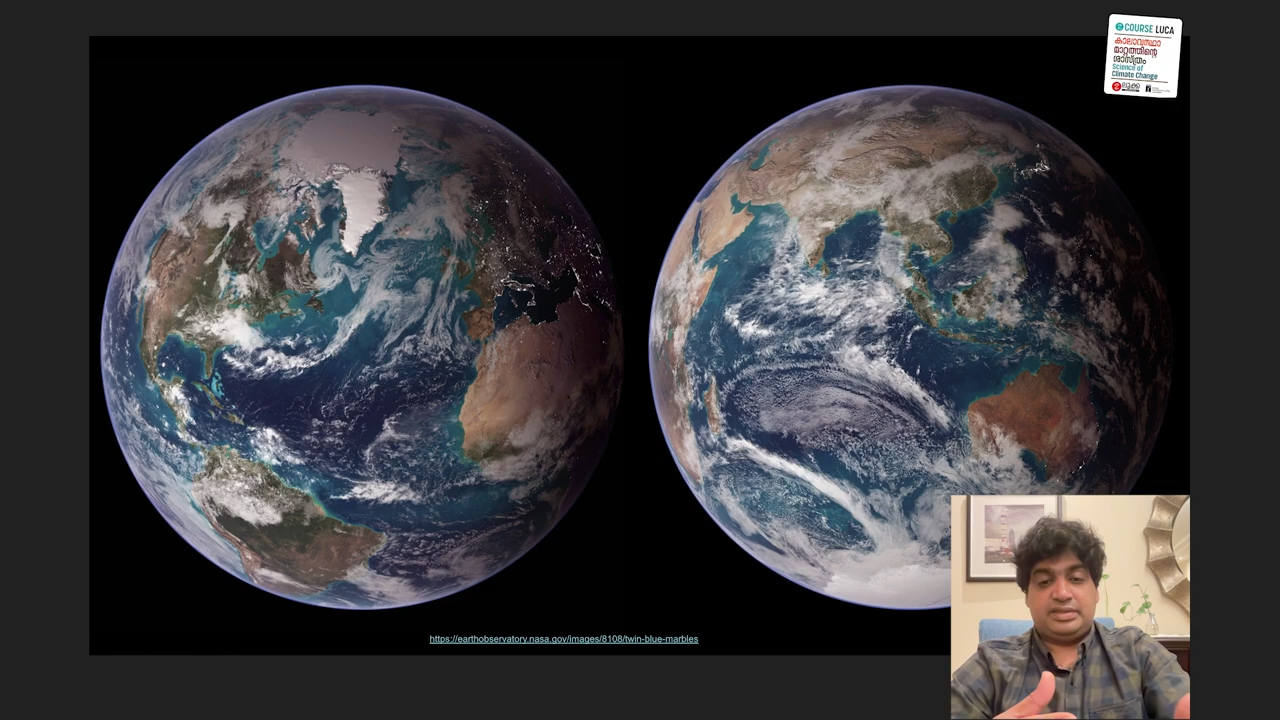 COURSE LUCA
കാലാവസ്ഥാ
മാറ്റത്തിന്റെ
ശാസ്ത്രം
Science of
Climate Change
ലൂക്ക
https://earthobservatory.nasa.gov/images/8108/twin-blue-marbles